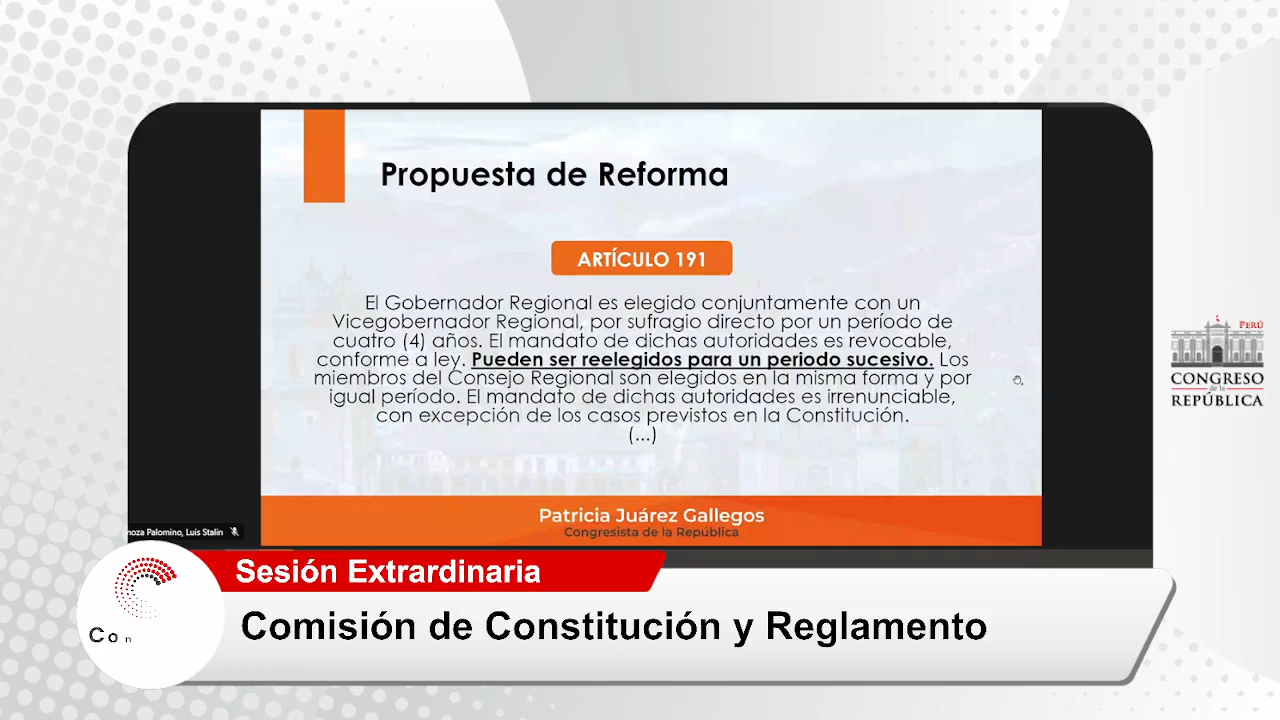 Propuesta de Reforma
ARTÍCULO 191
El Gobernador Regional es elegido conjuntamente con un
Vicegobernador Regional, por sufragio directo por un período de
cuatro (4) años. El mandato de dichas autoridades es revocable,
conforme a ley. Pueden ser reelegidos para un periodo sucesivo. Los
miembros del Consejo Regional son elegidos en la misma forma y por
igual período. El mandato de dichas autoridades es irrenunciable,
con excepción de los casos previstos en la Constitución.
(...)
Patricia Juárez Gallegos
Congresista de la República
Palomino, Luis Stalin
PERÚ
CONGRESO
de la
REPÚBLICA
Sesión Extrardinaria
Comisión de Constitución y Reglamento
Con